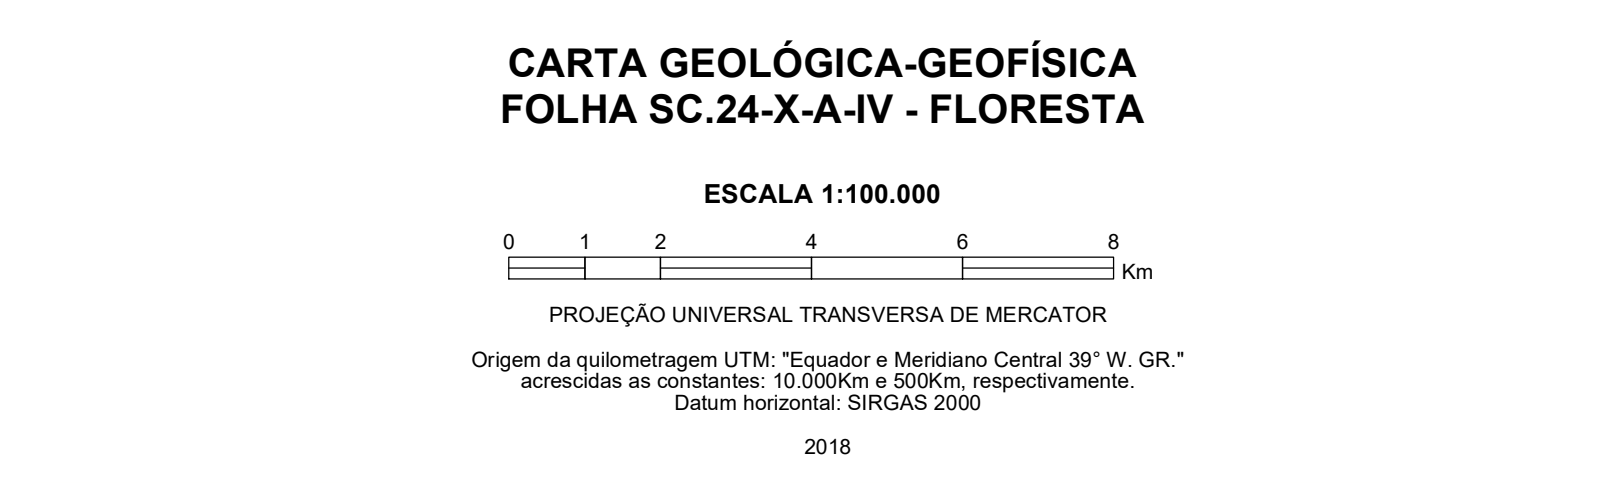 CARTA GEOLÓGICA-GEOFÍSICA
FOLHA SC.24-X-A-IV - FLORESTA
ESCALA 1:100.000
0 1 2 4 6 8
Km
PROJEÇÃO UNIVERSAL TRANSVERSA DE MERCATOR
Origem da quilometragem UTM: "Equador e Meridiano Central 39° W. GR."
acrescidas as constantes: 10.000Km e 500Km, respectivamente.
Datum horizontal: SIRGAS 2000
2018